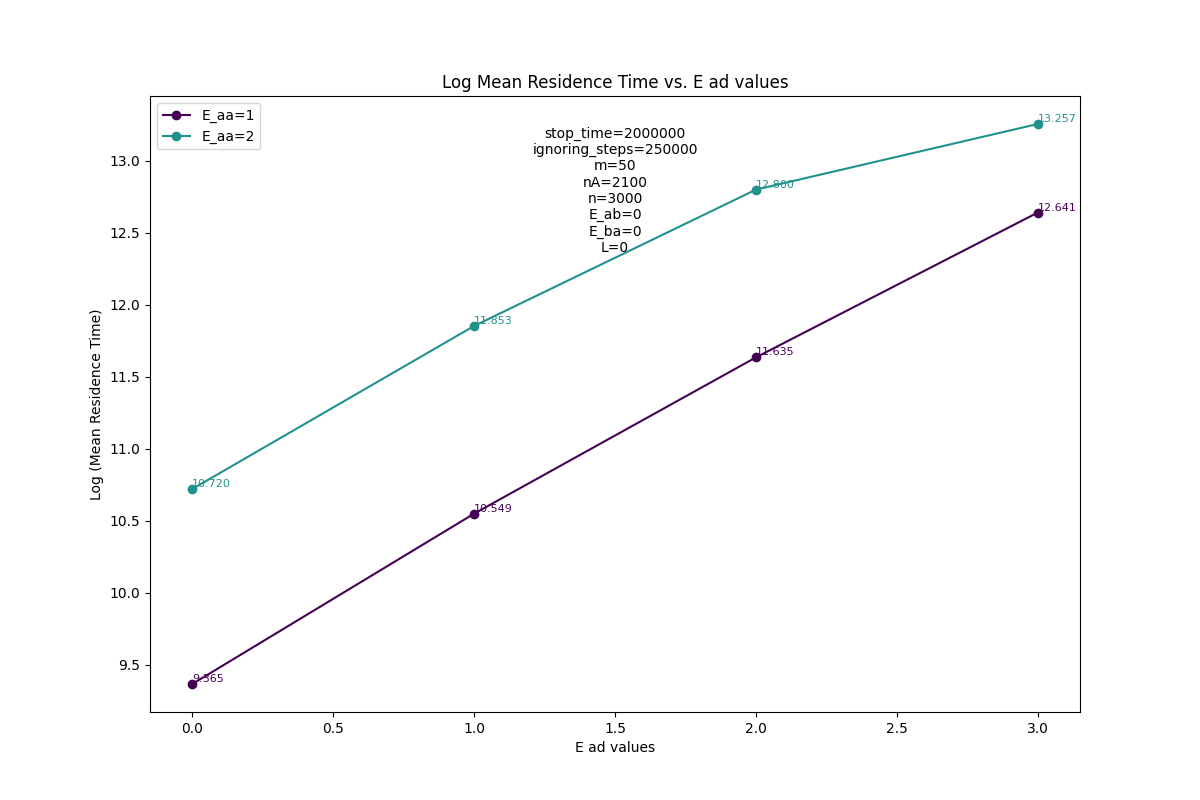 Log Mean Residence Time vs. E ad values
E_aa=1
E_aa=2
stop_time=2000000
ignoring_steps=250000
m=50
nA=2100
n=3000
E_ab=0
E_ba=0
L=0
13.257
12.800
12.641
11.853
11.635
10.720
10.549
9.365
Log (Mean Residence Time)
13.0
12.5
12.0
11.5
11.0
10.5
10.0
9.5
0.0 0.5 1.0 1.5 2.0 2.5 3.0
E ad values